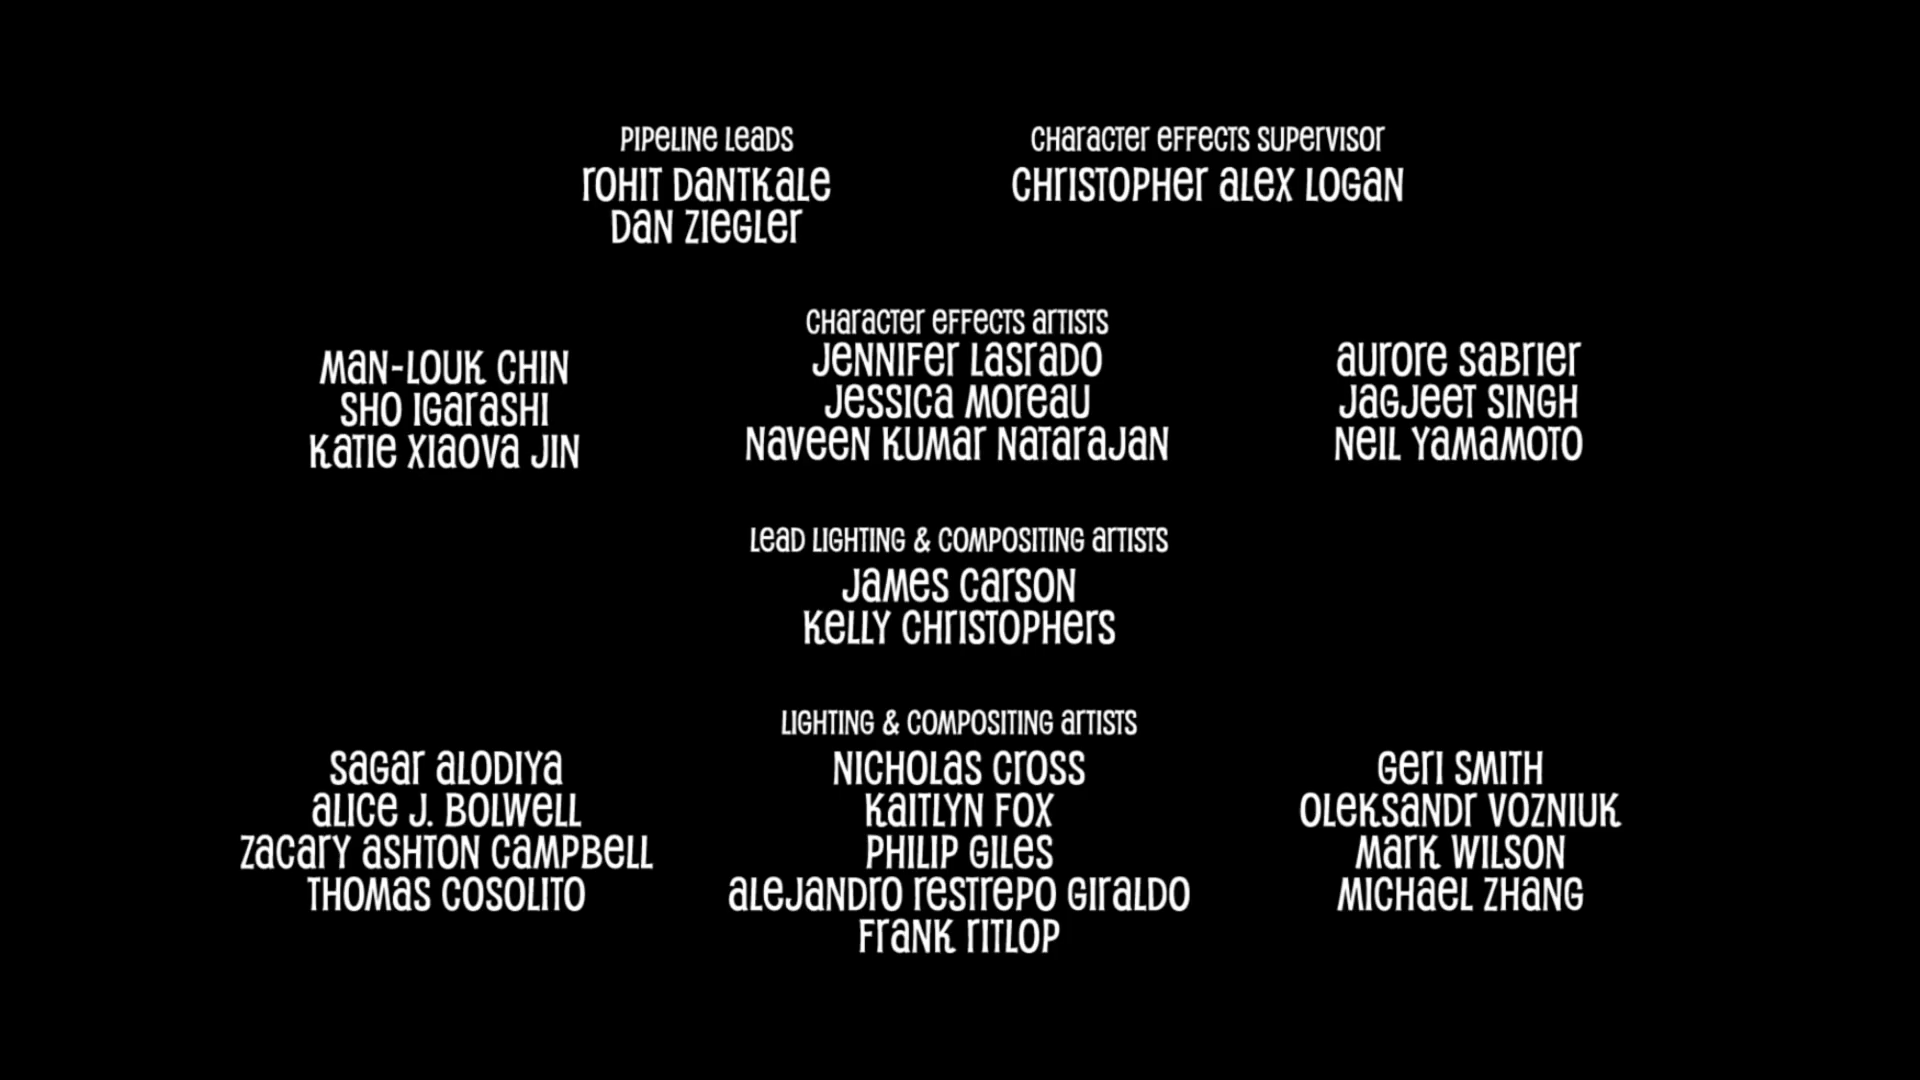 PIPELINE LEADS
ROHIT DANTKALE
DAN ZIEGLER
CHARACTER EFFECTS SUPERVISOR
CHRISTOPHER ALEX LOGAN
CHARACTER EFFECTS ARTISTS
MAN-LOUK CHIN
SHO IGARASHI
KATIE XIAOVA JIN
JENNIFER LASRADO
JESSICA MOREAU
NAVEEN KUMAR NATARAJAN
AURORE SABRIER
JAGJEET SINGH
NEIL YAMAMOTO
LEAD LIGHTING & COMPOSITING ARTISTS
JAMES CARSON
KELLY CHRISTOPHERS
LIGHTING & COMPOSITING ARTISTS
SAGAR ALODIYA
ALICE J. BOLWELL
ZACARY ASHTON CAMPBELL
THOMAS COSOLITO
NICHOLAS CROSS
KAITLYN FOX
PHILIP GILES
ALEJANDRO RESTREPO GIRALDO
FRANK RITLOP
GERI SMITH
OLEKSANDR VOZNIUK
MARK WILSON
MICHAEL ZHANG